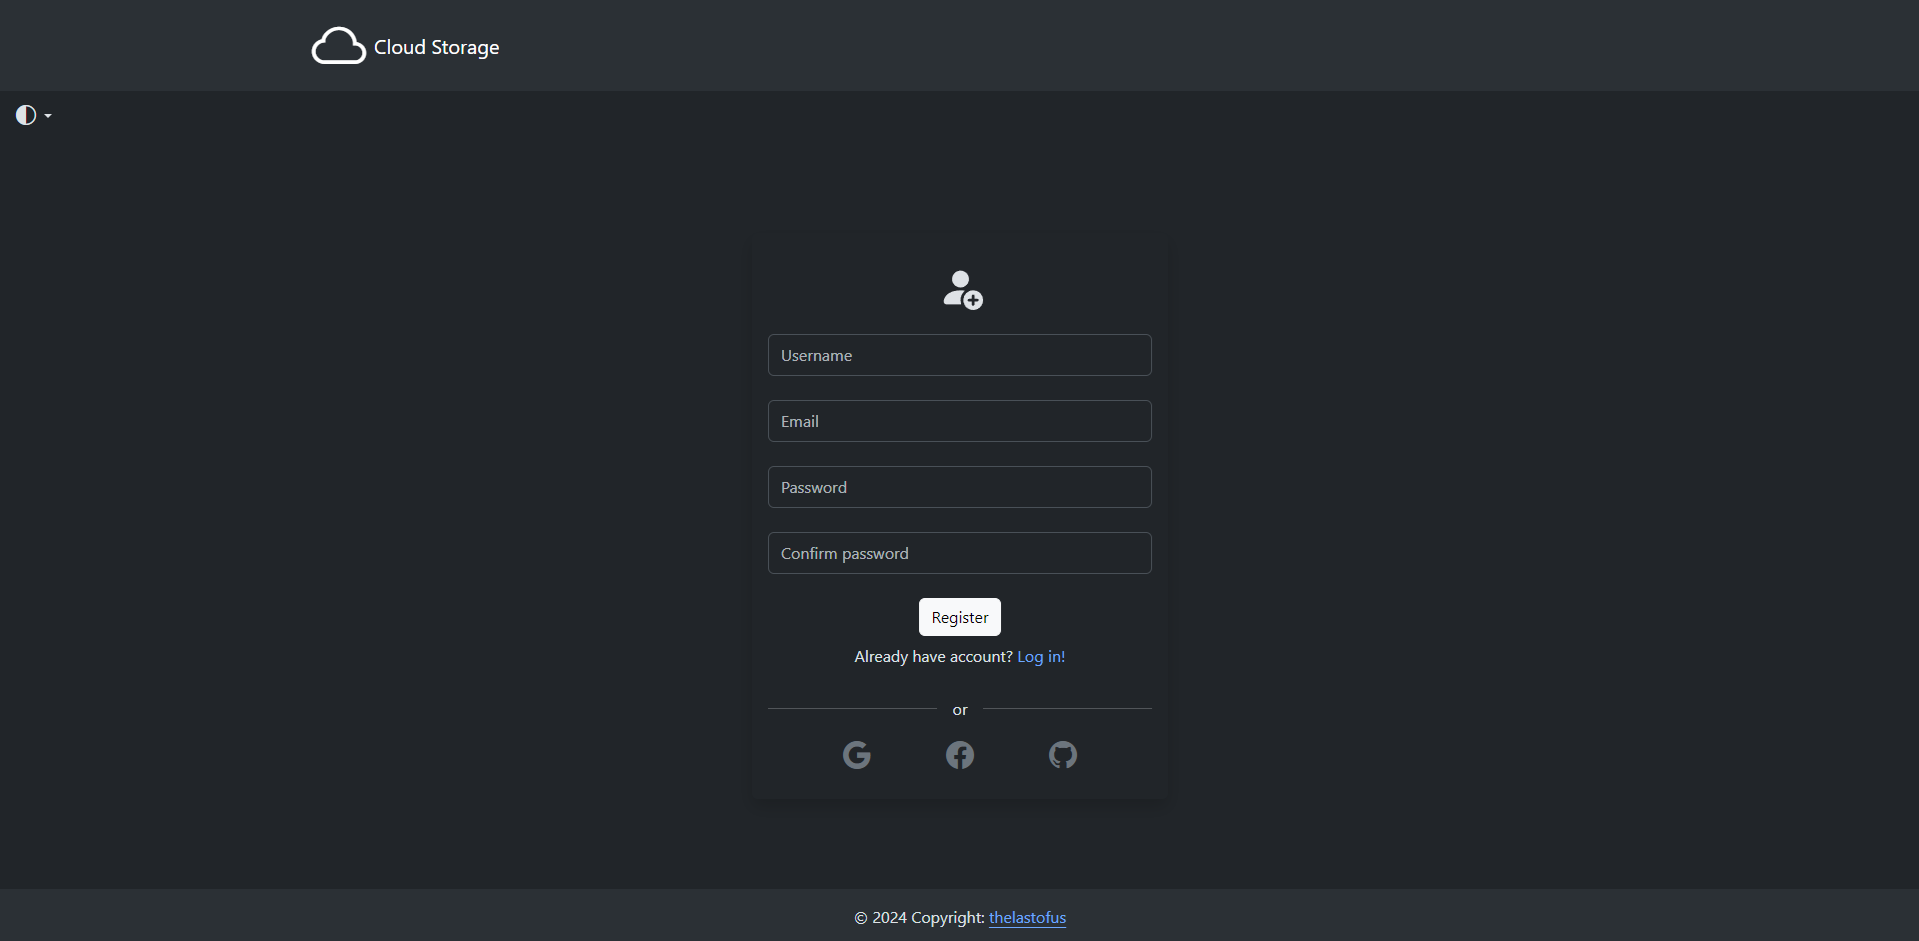 Cloud Storage
Username
Email
Password
Confirm password
Register
Already have account? Log in!
or
© 2024 Copyright: thelastofus